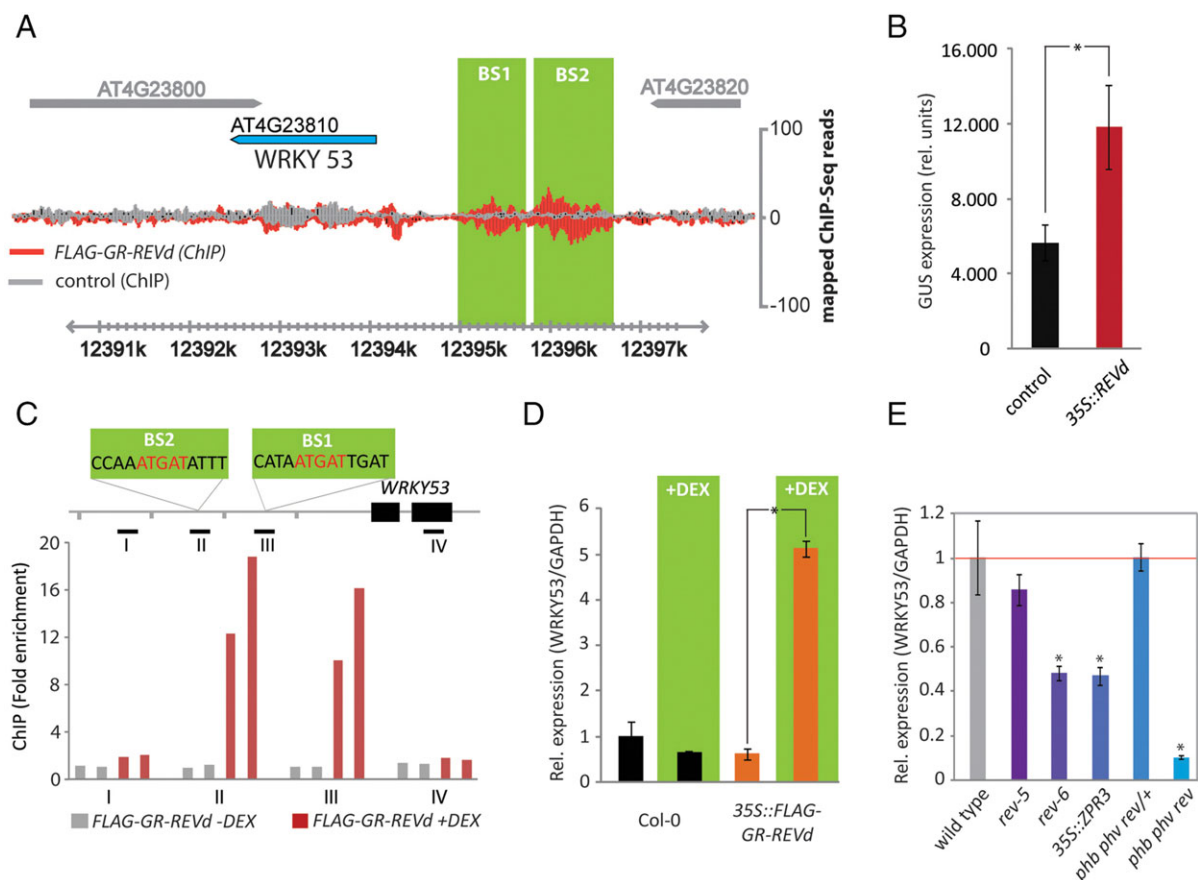 A
AT4G23800
BS1
BS2
AT4G23820
AT4G23810
WRKY 53
100
0
-100
mapped ChIP-Seq reads
FLAG-GR-REVd (ChIP)
control (ChIP)
12391k 12392k 12393k 12394k 12395k 12396k 12397k
B
16.000
12.000
8.000
4.000
0
GUS expression (rel. units)
*
control
35S::REVd
C
BS2
CCAAATGATATTT
BS1
CATAATGATTGAT
WRKY53
I II III IV
20
16
12
8
4
0
ChIP (Fold enrichment)
I II III IV
FLAG-GR-REVd -DEX
FLAG-GR-REVd +DEX
D
+DEX
+DEX
6
5
4
3
2
1
0
Rel. expression (WRKY53/GAPDH)
*
Col-0
35S::FLAG-
GR-REVd
E
1.2
1
0.8
0.6
0.4
0.2
0
Rel. expression (WRKY53/GAPDH)
*
*
*
wild type
rev-5
rev-6
35S::ZPR3
phb phv rev/+
phb phv rev